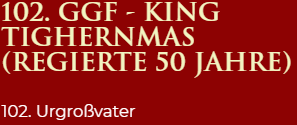 102. GGF - KING
TIGHERNMAS
(REGIERTE 50 JAHRE)
102. Urgroßvater